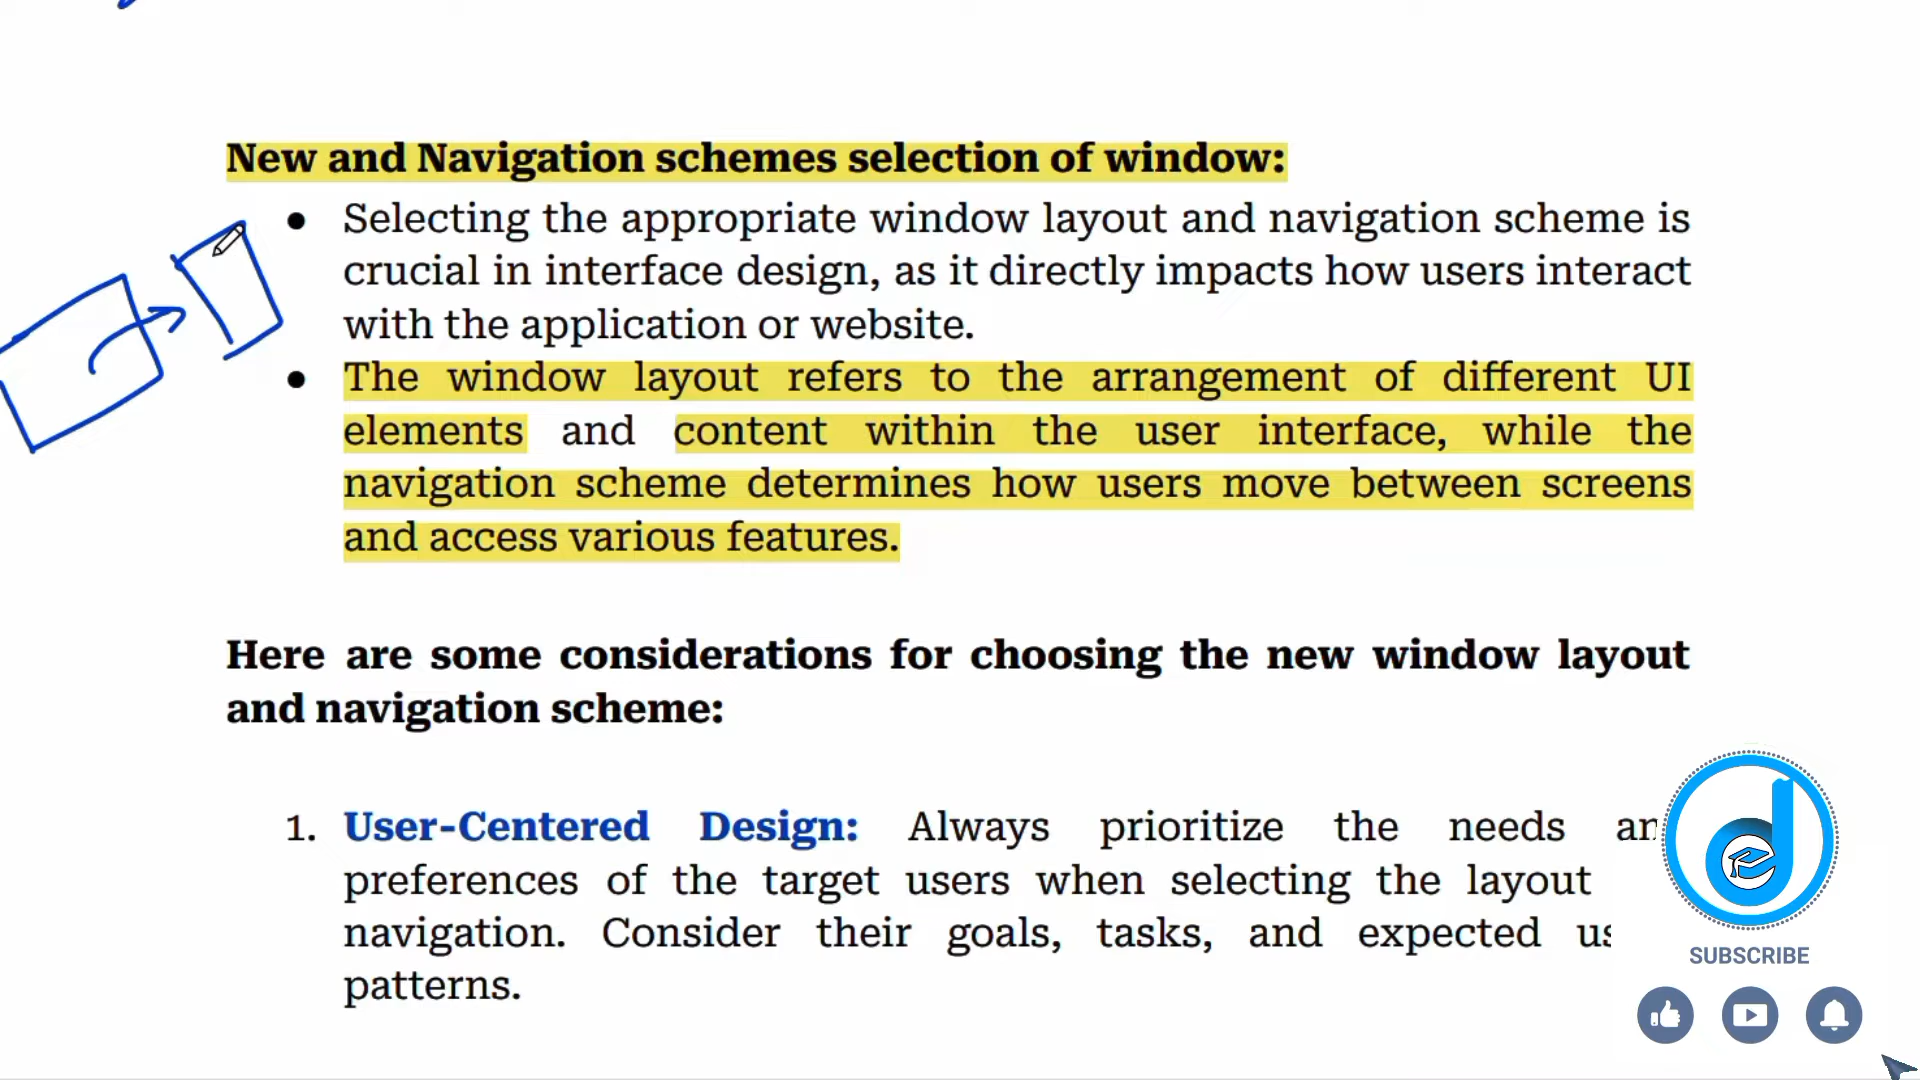 New and Navigation schemes selection of window:
● Selecting the appropriate window layout and navigation scheme is
crucial in interface design, as it directly impacts how users interact
with the application or website.
● The window layout refers to the arrangement of different UI
elements and content within the user interface, while the
navigation scheme determines how users move between screens
and access various features.
Here are some considerations for choosing the new window layout
and navigation scheme:
1. User-Centered Design: Always prioritize the needs
preferences of the target users when selecting the layout
navigation. Consider their goals, tasks, and expected
patterns.
SUBSCRIBE